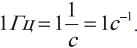 1 Гц = 1 1/с = 1 с⁻¹.